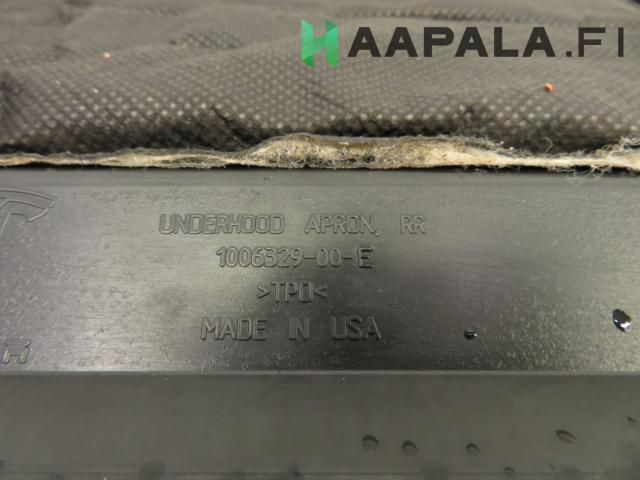 HAAPALA.FI
UNDERHOOD APRON, RR
1006329-00-E
>TPO<
MADE IN USA